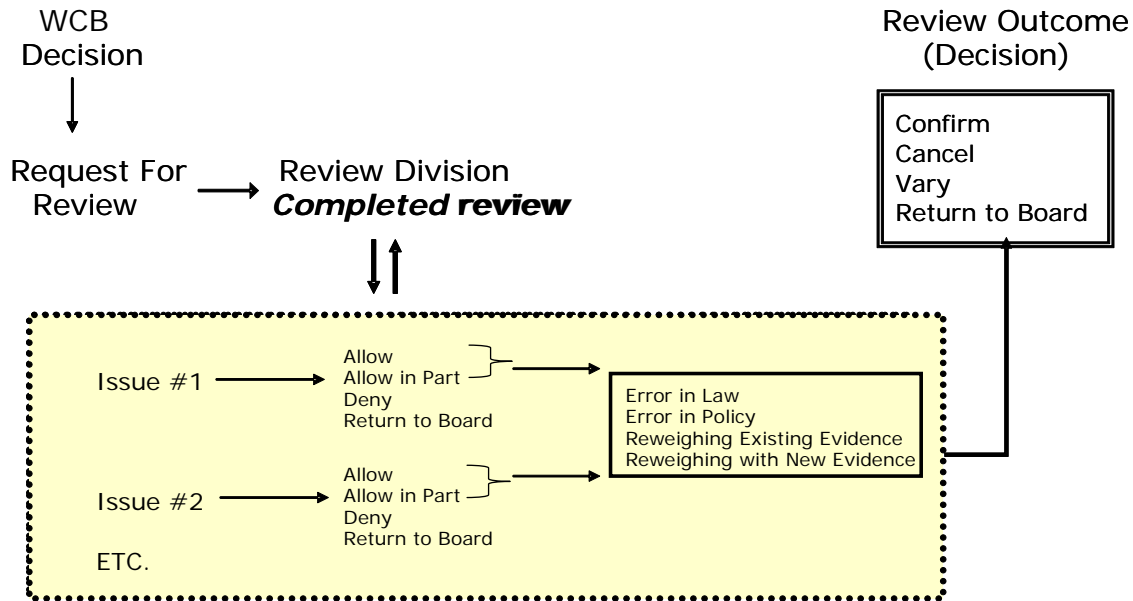 WCB
Decision
Review Outcome
(Decision)
Confirm
Cancel
Vary
Return to Board
Request For
Review
Review Division
Completed review
Issue #1
Allow
Allow in Part
Deny
Return to Board
Error in Law
Error in Policy
Reweighing Existing Evidence
Reweighing with New Evidence
Issue #2
Allow
Allow in Part
Deny
Return to Board
ETC.